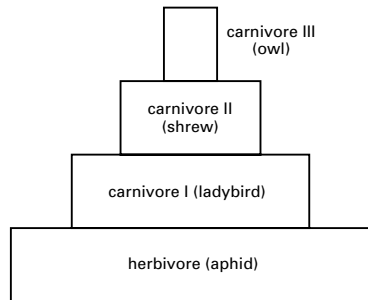 carnivore III
(owl)
carnivore II
(shrew)
carnivore I (ladybird)
herbivore (aphid)